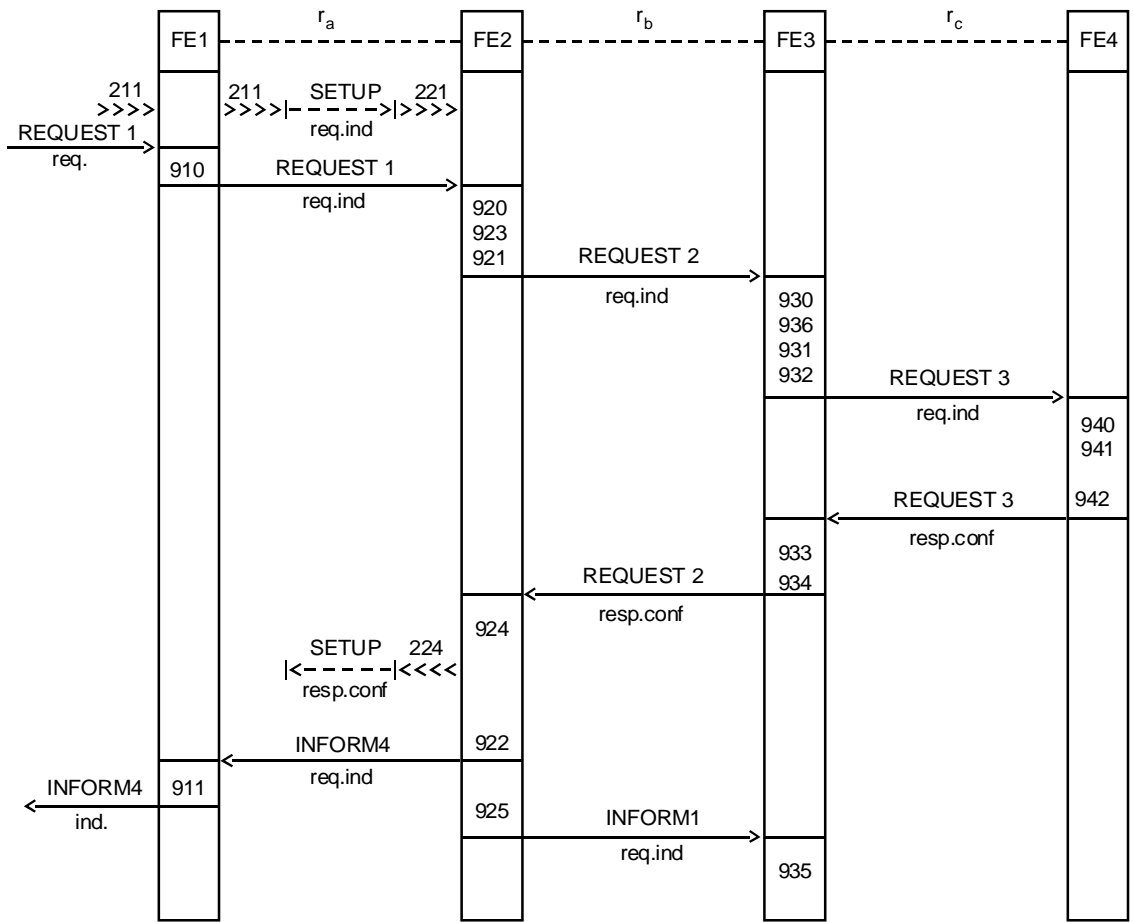 r_a r_b r_c
FE1 FE2 FE3 FE4
211 211 SETUP 221
req.ind
REQUEST 1
req.
910 REQUEST 1
req.ind
920
923
921 REQUEST 2
req.ind
930
936
931
932 REQUEST 3
req.ind
940
941
REQUEST 3 942
resp.conf
933
REQUEST 2 934
resp.conf
924
SETUP 224
resp.conf
INFORM4 922
req.ind
INFORM4 911
ind.
925 INFORM1
req.ind
935